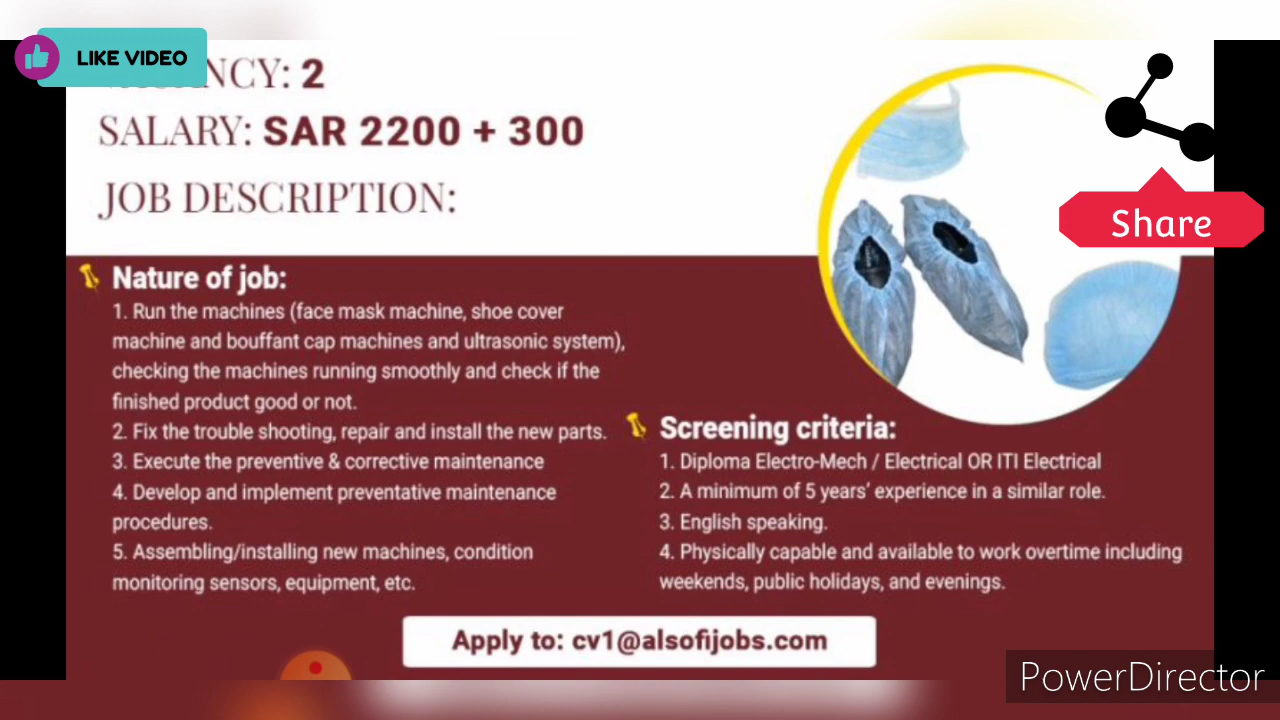 LIKE VIDEO
NCY: 2
SALARY: SAR 2200 + 300
JOB DESCRIPTION:
Share
Nature of job:
1. Run the machines (face mask machine, shoe cover
machine and bouffant cap machines and ultrasonic system),
checking the machines running smoothly and check if the
finished product good or not.
2. Fix the trouble shooting, repair and install the new parts.
3. Execute the preventive & corrective maintenance
4. Develop and implement preventative maintenance
procedures.
5. Assembling/installing new machines, condition
monitoring sensors, equipment, etc.
Screening criteria:
1. Diploma Electro-Mech / Electrical OR ITI Electrical
2. A minimum of 5 years' experience in a similar role.
3. English speaking.
4. Physically capable and available to work overtime including
weekends, public holidays, and evenings.
Apply to: cv1@alsofijobs.com
PowerDirector